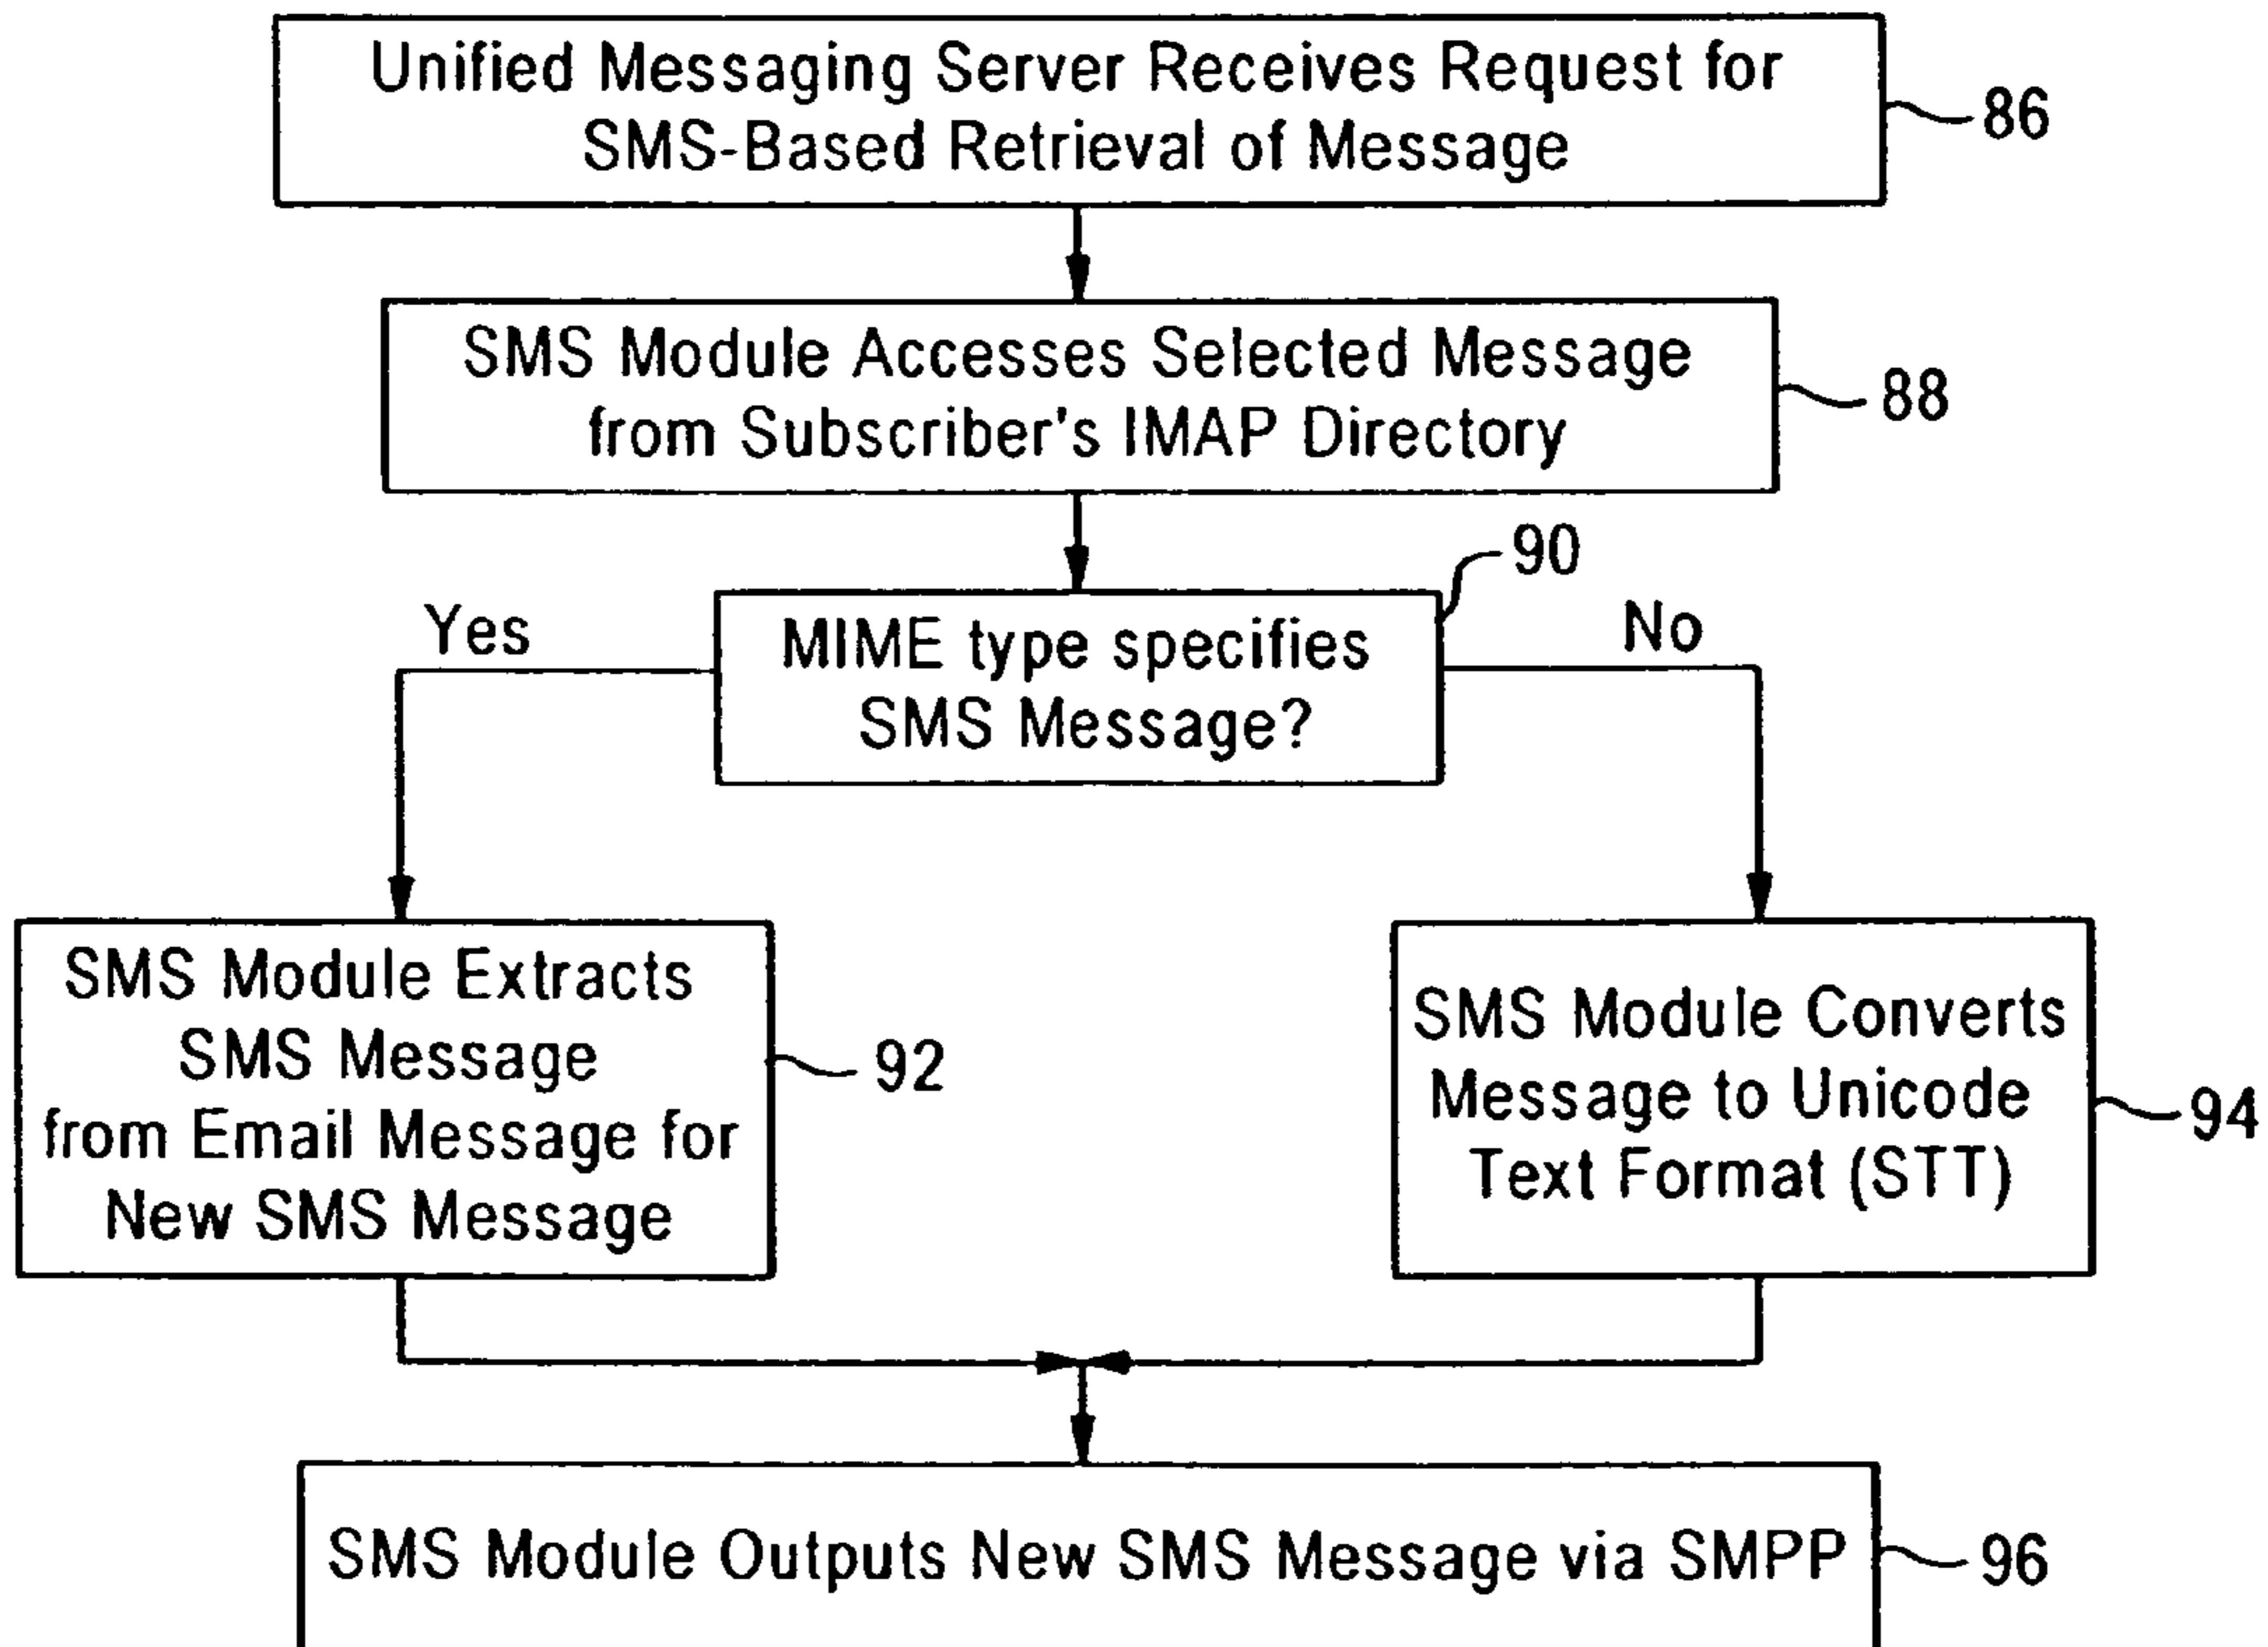 Unified Messaging Server Receives Request for
SMS-Based Retrieval of Message
86
SMS Module Accesses Selected Message
from Subscriber's IMAP Directory
88
90
Yes
MIME type specifies
SMS Message?
No
SMS Module Extracts
SMS Message
from Email Message for
New SMS Message
92
SMS Module Converts
Message to Unicode
Text Format (STT)
94
SMS Module Outputs New SMS Message via SMPP
96